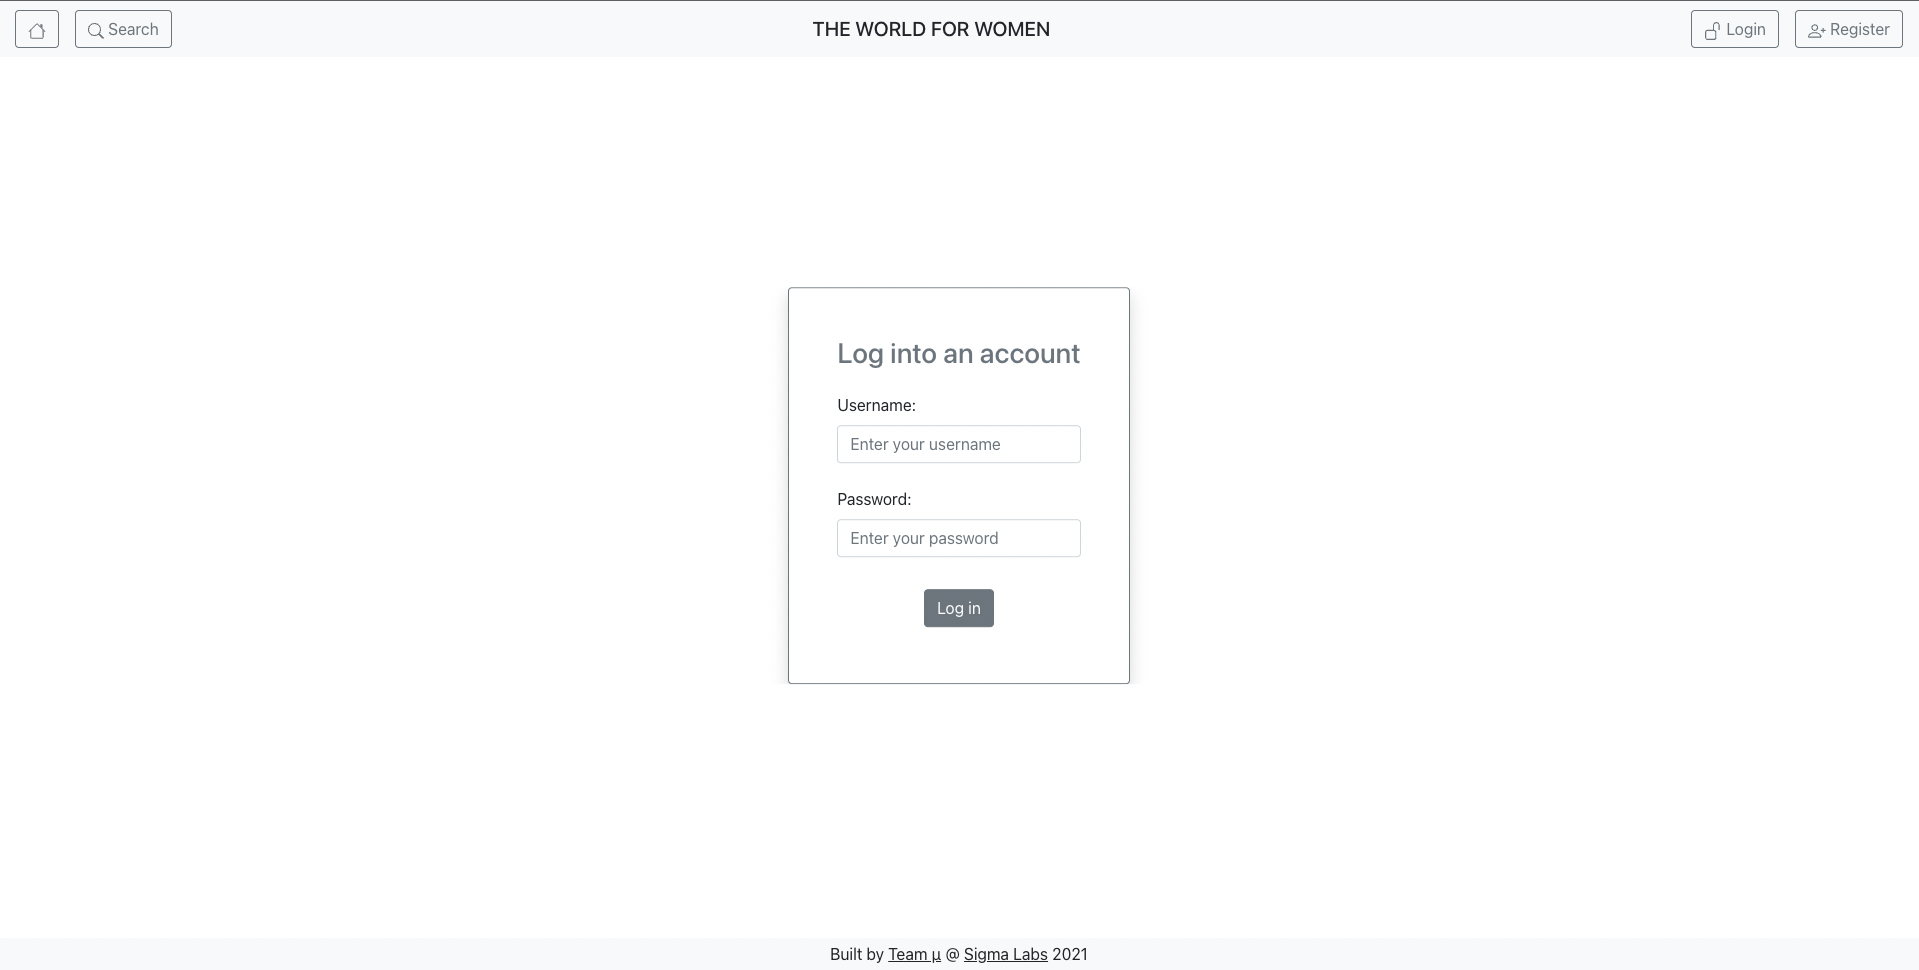 Search
THE WORLD FOR WOMEN
Login
Register
Log into an account
Username:
Enter your username
Password:
Enter your password
Log in
Built by Team µ @ Sigma Labs 2021